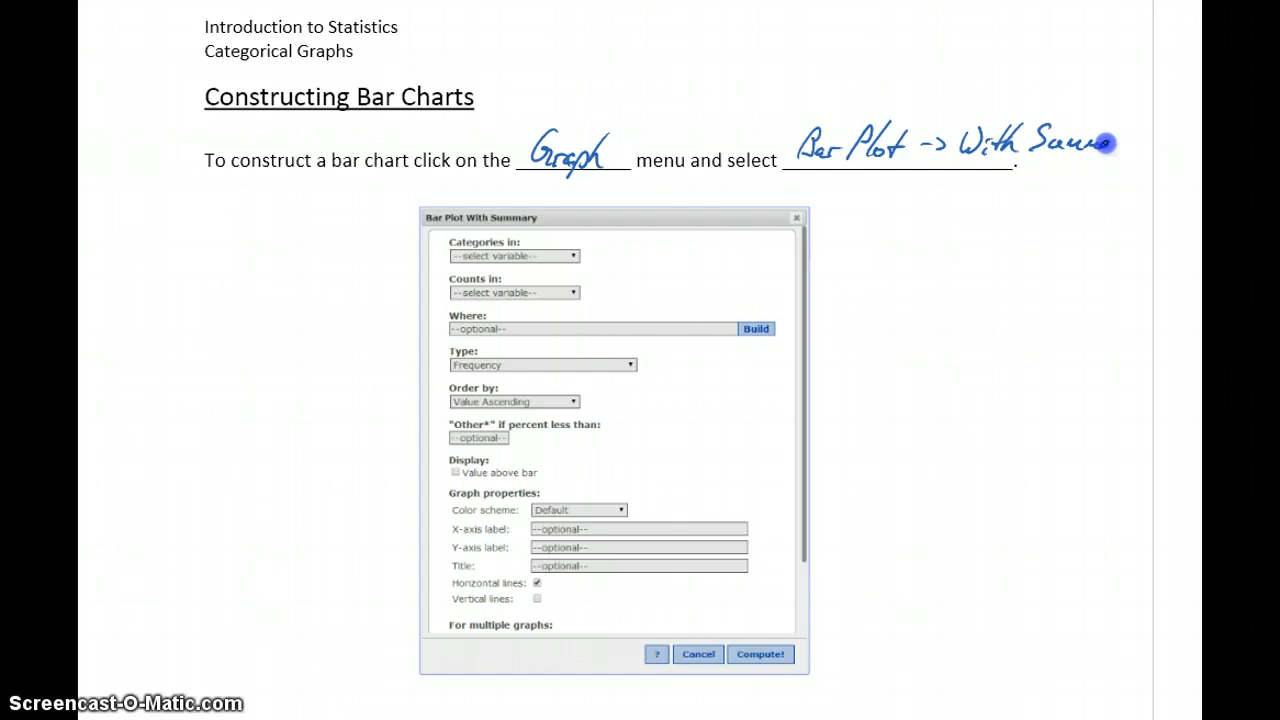 Introduction to Statistics
Categorical Graphs
Constructing Bar Charts
To construct a bar chart click on the Graph menu and select Bar Plot -> With Summ.
Bar Plot With Summary
Categories in:
--select variable--
Counts in:
--select variable--
Where:
--optional-- Build
Type:
Frequency
Order by:
Value Ascending
"Other*" if percent less than:
--optional--
Display:
Value above bar
Graph properties:
Color scheme: Default
X-axis label: --optional--
Y-axis label: --optional--
Title: --optional--
Horizontal lines:
Vertical lines:
For multiple graphs:
? Cancel Compute!
Screencast-O-Matic.com